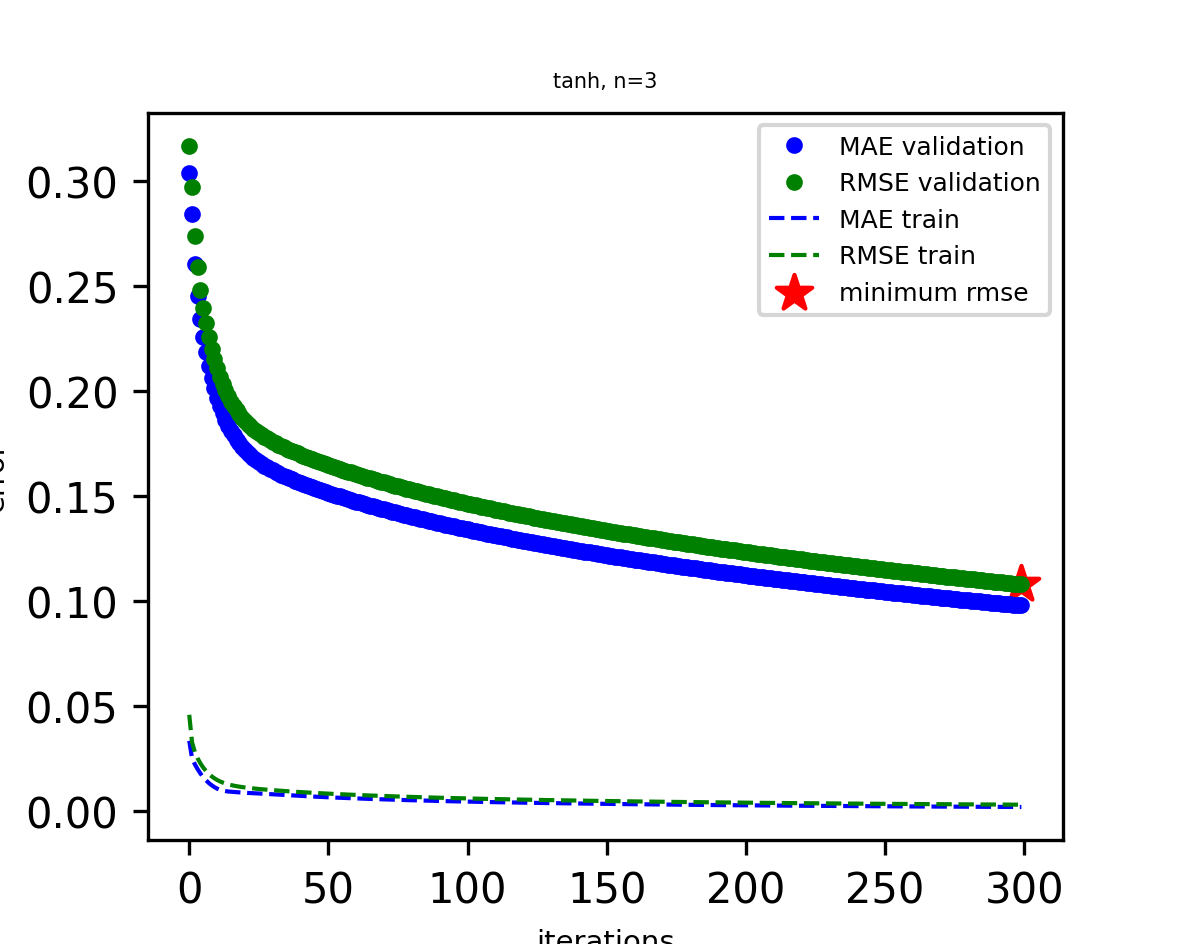 tanh, n=3
MAE validation
RMSE validation
MAE train
RMSE train
minimum rmse
0.30
0.25
0.20
0.15
0.10
0.05
0.00
0 50 100 150 200 250 300
iterations